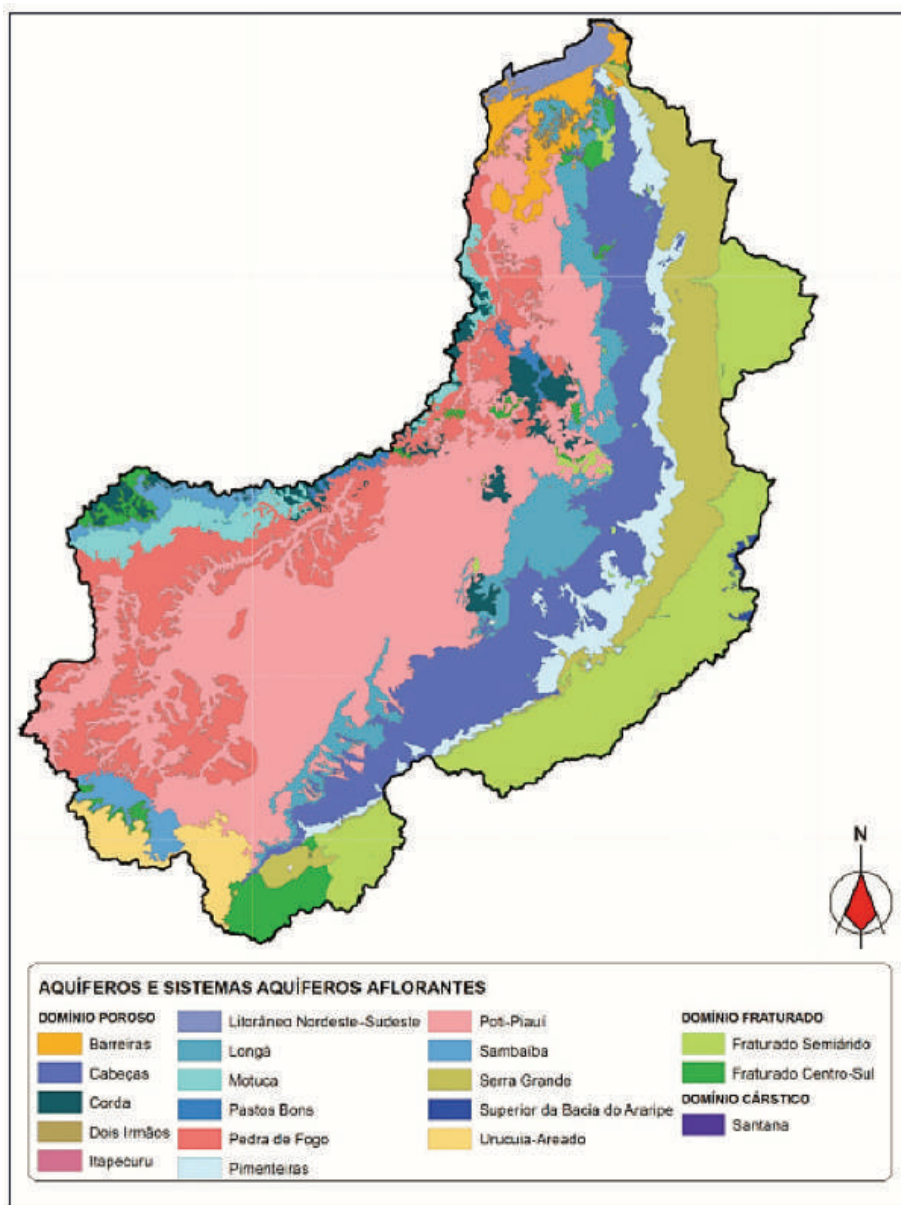 N
AQUÍFEROS E SISTEMAS AQUÍFEROS AFLORANTES
DOMÍNIO POROSO
Barreiras
Cabeças
Corda
Dois Irmãos
Itapecuru
Litorâneo Nordeste-Sudeste
Longá
Motuca
Pastos Bons
Pedra de Fogo
Pimenteiras
Poti-Piauí
Sambaíba
Serra Grande
Superior da Bacia do Araripe
Urucuia-Areado
DOMÍNIO FRATURADO
Fraturado Semiárido
Fraturado Centro-Sul
DOMÍNIO CÁRSTICO
Santana